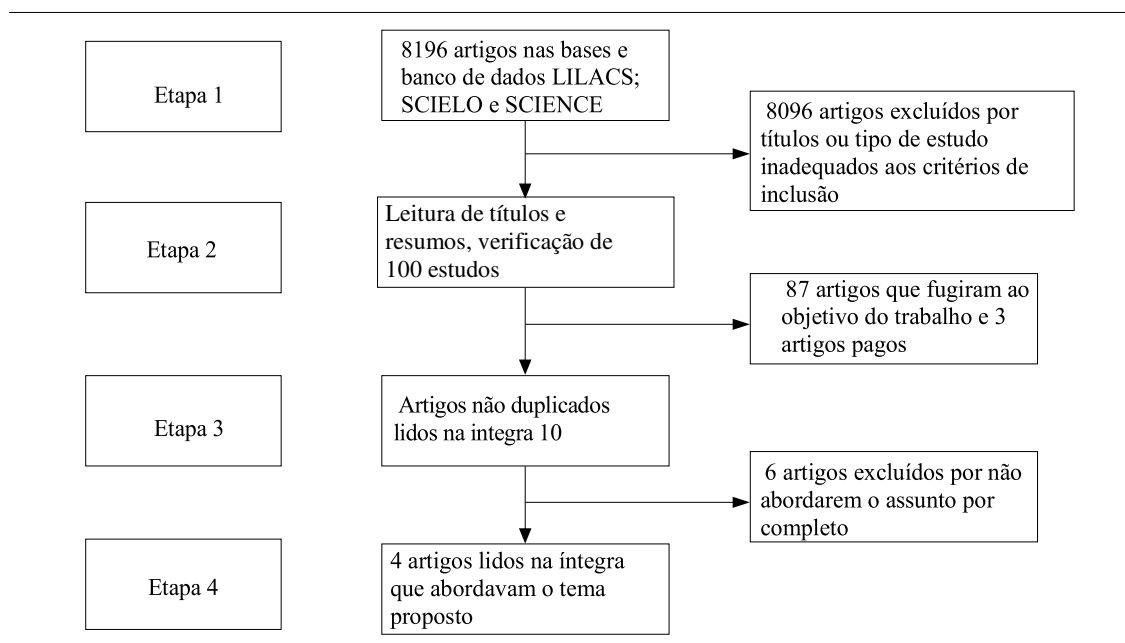 Etapa 1
8196 artigos nas bases e
banco de dados LILACS;
SCIELO e SCIENCE
8096 artigos excluídos por
títulos ou tipo de estudo
inadequados aos critérios de
inclusão
Etapa 2
Leitura de títulos e
resumos, verificação de
100 estudos
87 artigos que fugiram ao
objetivo do trabalho e 3
artigos pagos
Etapa 3
Artigos não duplicados
lidos na integra 10
6 artigos excluídos por não
abordarem o assunto por
completo
Etapa 4
4 artigos lidos na íntegra
que abordavam o tema
proposto